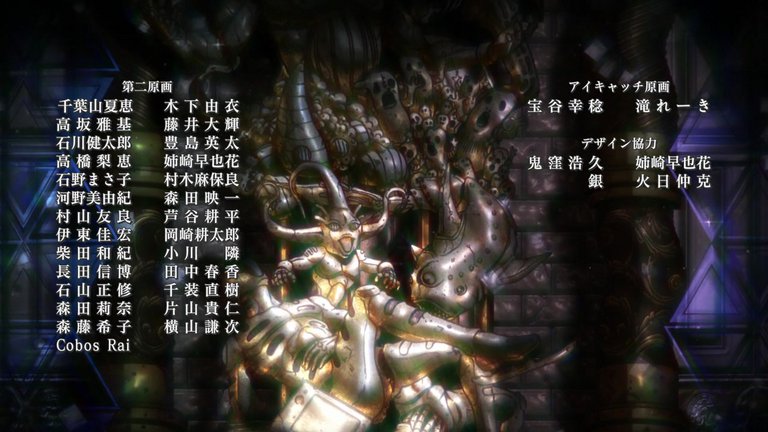 第二原画
千葉山夏恵 木下由衣
高坂雅基 藤井大輝
石川健太郎 豊島英太
高橋梨恵 姉崎早也花
石野まさ子 村木麻保良
河野美由紀 森田映一
村山友良 芦谷耕平
伊東佳宏 岡崎耕太郎
柴田和紀 小川隣
長田信博 田中春香
石山正修 千装直樹
森田莉奈 片山貴仁
森藤希子 横山謙次
Cobos Rai
アイキャッチ原画
宝谷幸稔 滝れーき
デザイン協力
鬼窪浩久 姉崎早也花
銀 火日仲克